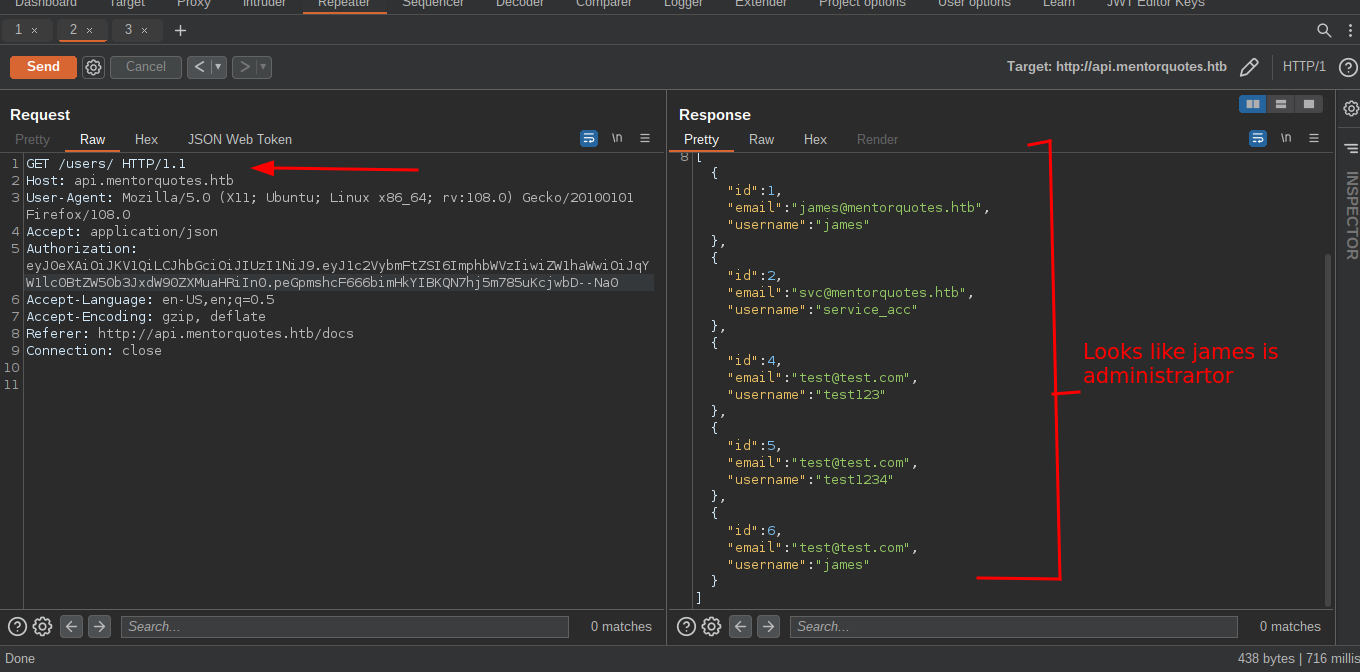 Dashboard Target Proxy Intruder Repeater Sequencer Decoder Comparer Logger Extender Project options User options Learn JWT Editor Keys
1 × 2 × 3 × +
Send Cancel < ▾ > ▾ Target: http://api.mentorquotes.htb HTTP/1 ?
Request
Pretty Raw Hex JSON Web Token \n
1 GET /users/ HTTP/1.1
2 Host: api.mentorquotes.htb
3 User-Agent: Mozilla/5.0 (X11; Ubuntu; Linux x86_64; rv:108.0) Gecko/20100101
Firefox/108.0
4 Accept: application/json
5 Authorization:
eyJ0eXAiOiJKV1QiLCJhbGciOiJIUzI1NiJ9.eyJ1c2VybmFtZSI6ImphbWVzIiwiZW1haWwiOiJqY
W1lc0BtZW50b3JxdW90ZXMuaHRiIn0.peGpmshcF666bimHkYIBKQN7hj5m785uKcjwbD--Na0
6 Accept-Language: en-US,en;q=0.5
7 Accept-Encoding: gzip, deflate
8 Referer: http://api.mentorquotes.htb/docs
9 Connection: close
10
11
? Search... 0 matches
Response
Pretty Raw Hex Render \n
8 [
{
"id":1,
"email":"james@mentorquotes.htb",
"username":"james"
},
{
"id":2,
"email":"svc@mentorquotes.htb",
"username":"service_acc"
},
{
"id":4,
"email":"test@test.com",
"username":"test123"
},
{
"id":5,
"email":"test@test.com",
"username":"test1234"
},
{
"id":6,
"email":"test@test.com",
"username":"james"
}
]
Looks like james is
administrartor
? Search... 0 matches
INSPECTOR
Done 438 bytes | 716 millis